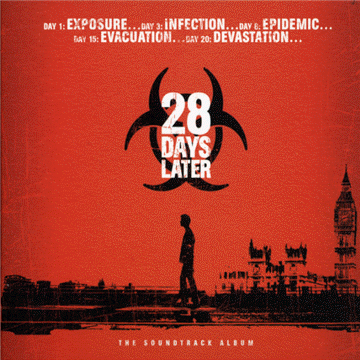 DAY 1: EXPOSURE...DAY 3: INFECTION...DAY 8: EPIDEMIC...
DAY 15: EVACUATION...DAY 20: DEVASTATION...
28
DAYS
LATER
THE SOUNDTRACK ALBUM